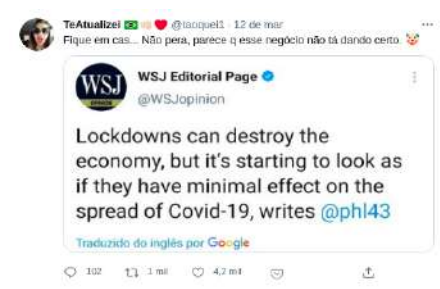 TeAtualizei 🇧🇷 ❤️ @taoquei1 · 12 de mar
Fique em cas... Não pera, parece q esse negócio não tá dando certo. 🤡
WSJ
OPINION
WSJ Editorial Page
@WSJopinion
Lockdowns can destroy the
economy, but it's starting to look as
if they have minimal effect on the
spread of Covid-19, writes @phl43
Traduzido do inglês por Google
102 1 mil 4,2 mil